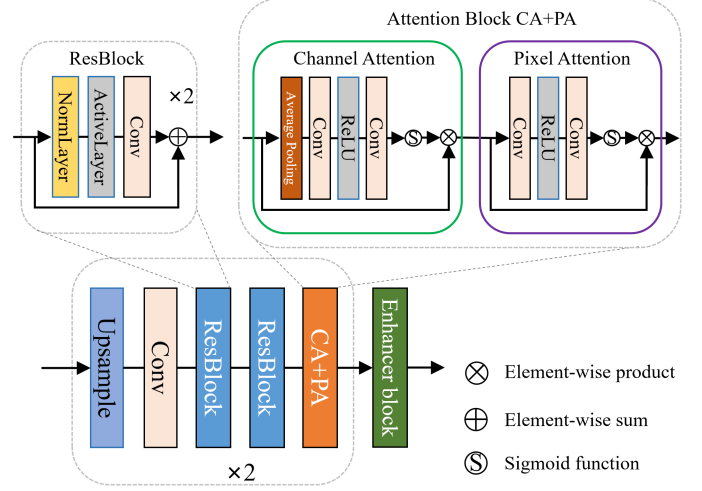 Attention Block CA+PA
ResBlock
Channel Attention
Pixel Attention
NormLayer
ActiveLayer
Conv
×2
Average Pooling
Conv
ReLU
Conv
S
Conv
ReLU
Conv
S
Upsample
Conv
ResBlock
ResBlock
CA+PA
Enhancer block
×2
Element-wise product
Element-wise sum
S
Sigmoid function